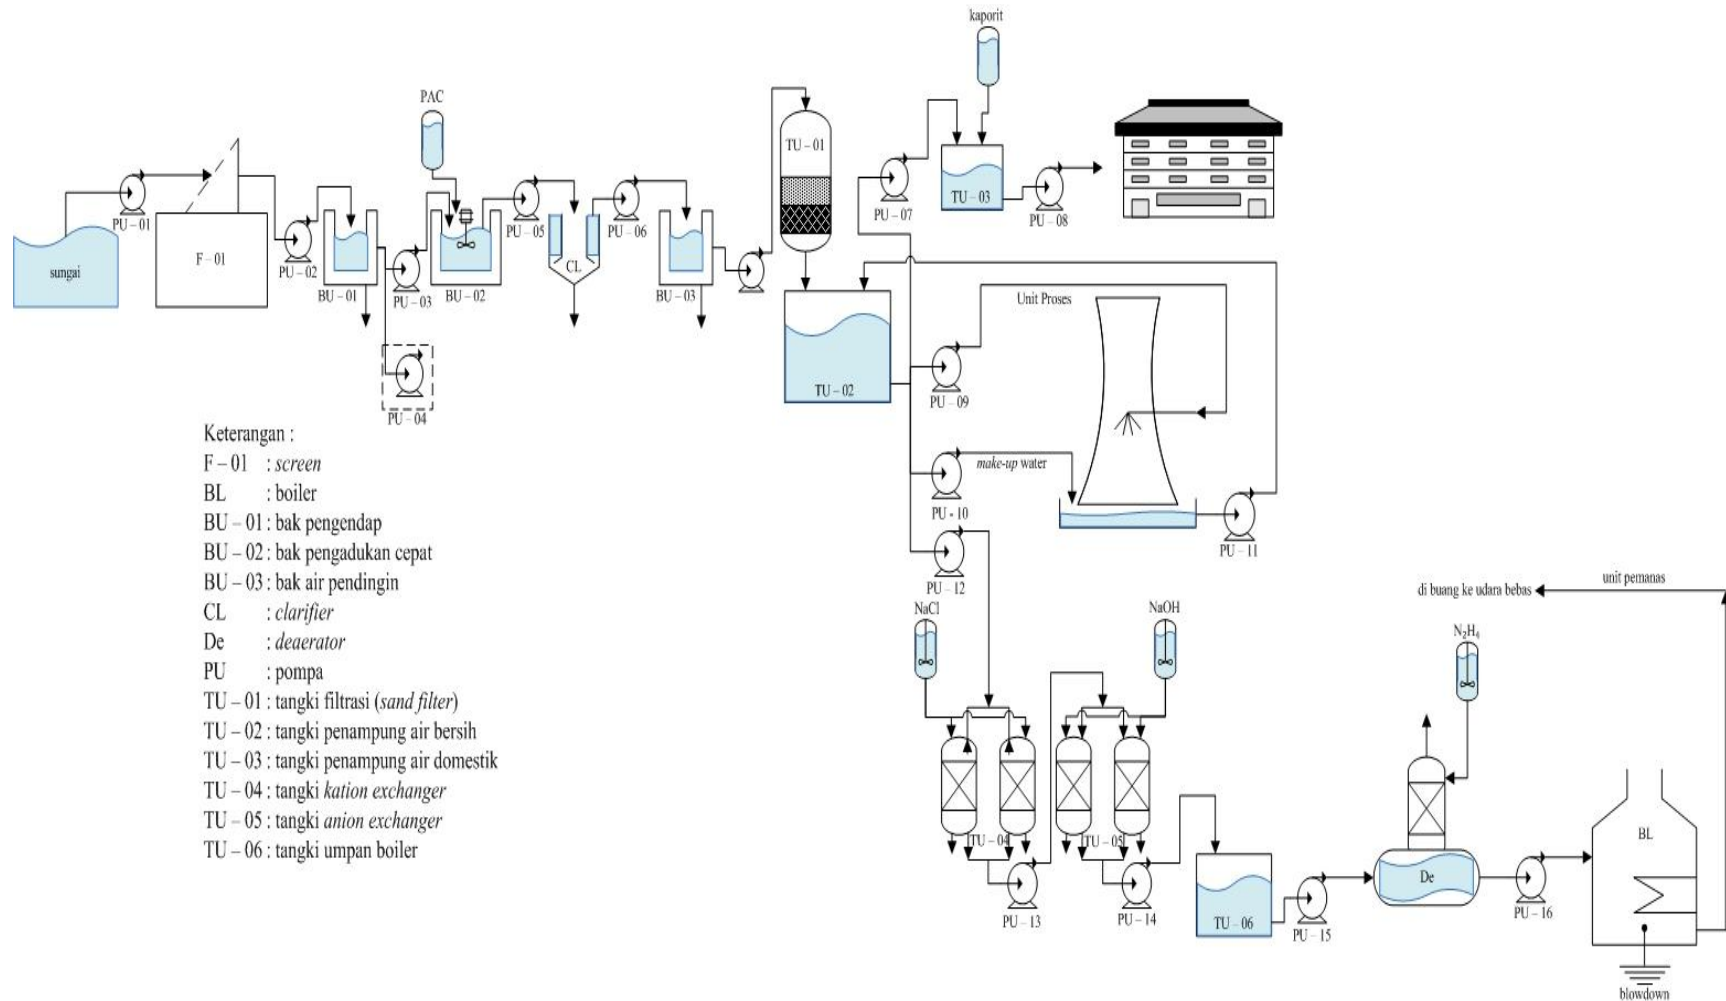 kaporit
PAC
TU – 01
PU – 01
sungai
F – 01
PU – 02
BU – 01
PU – 03
BU – 02
PU – 05
CL
PU – 06
BU – 03
PU – 07
TU – 03
PU – 08
PU – 04
TU – 02
Unit Proses
PU – 09
make-up water
PU - 10
PU – 11
PU – 12
Keterangan :
F – 01 : screen
BL : boiler
BU – 01 : bak pengendap
BU – 02 : bak pengadukan cepat
BU – 03 : bak air pendingin
CL : clarifier
De : deaerator
PU : pompa
TU – 01 : tangki filtrasi (sand filter)
TU – 02 : tangki penampung air bersih
TU – 03 : tangki penampung air domestik
TU – 04 : tangki kation exchanger
TU – 05 : tangki anion exchanger
TU – 06 : tangki umpan boiler
NaCl
NaOH
di buang ke udara bebas
unit pemanas
N₂H₄
TU – 04
TU – 05
PU – 13
PU – 14
TU – 06
PU – 15
De
PU – 16
BL
blowdown